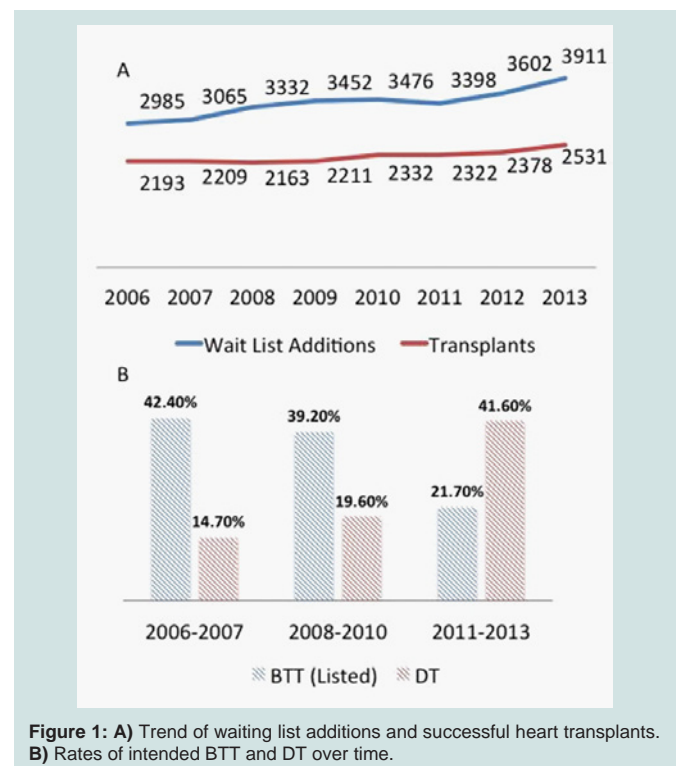 A
2985 3065 3332 3452 3476 3398 3602 3911
2193 2209 2163 2211 2332 2322 2378 2531
2006 2007 2008 2009 2010 2011 2012 2013
Wait List Additions Transplants
B
42.40% 39.20% 41.60%
14.70% 19.60% 21.70%
2006-2007 2008-2010 2011-2013
BTT (Listed) DT
Figure 1: A) Trend of waiting list additions and successful heart transplants.
B) Rates of intended BTT and DT over time.